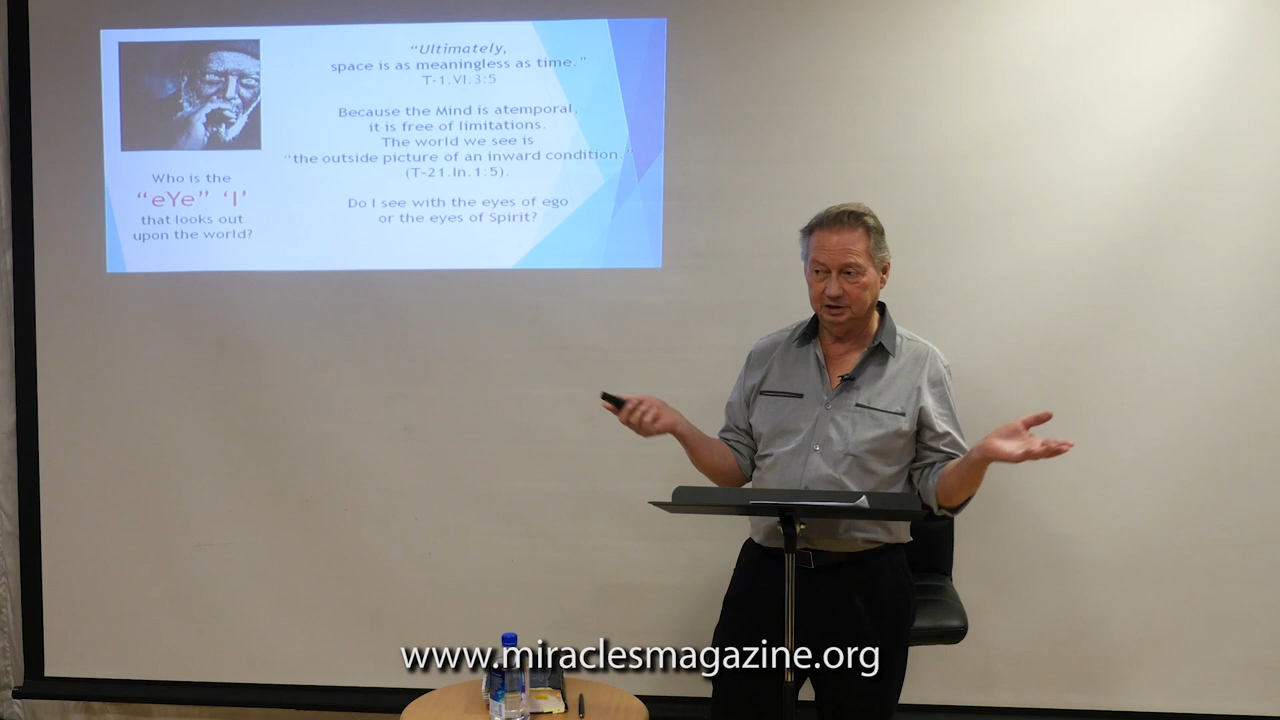 “Ultimately,
space is as meaningless as time.”
T-1.VI.3:5
Because the Mind is atemporal,
it is free of limitations.
The world we see is
“the outside picture of an inward condition.”
(T-21.In.1:5).
Do I see with the eyes of ego
or the eyes of Spirit?
Who is the
“eYe” ‘I’
that looks out
upon the world?
www.miraclesmagazine.org